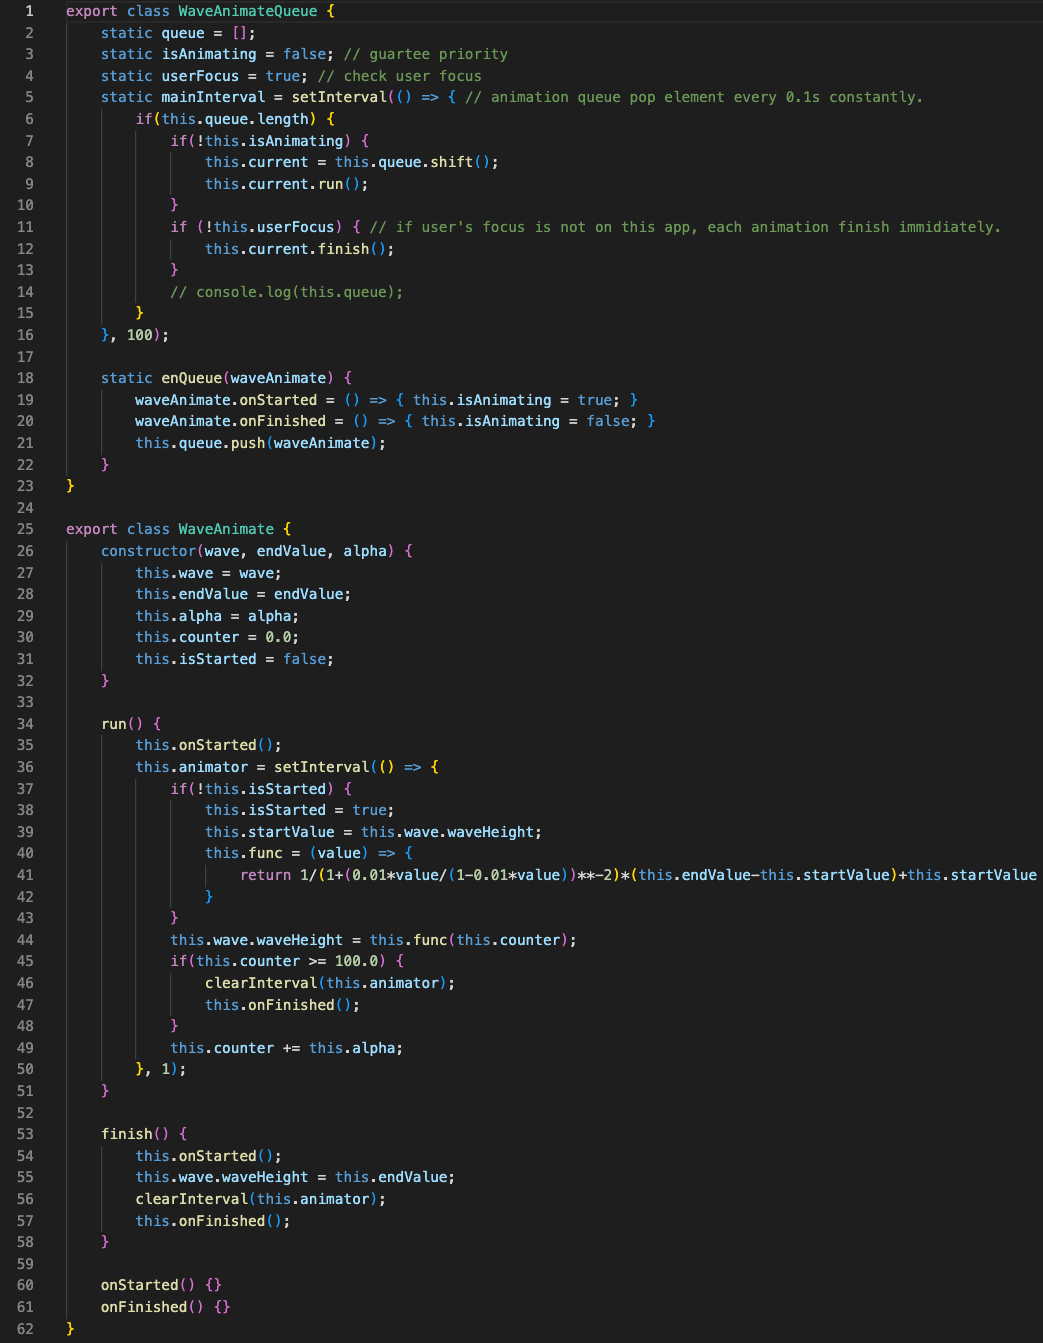 1 export class WaveAnimateQueue {
2     static queue = [];
3     static isAnimating = false; // guartee priority
4     static userFocus = true; // check user focus
5     static mainInterval = setInterval(() => { // animation queue pop element every 0.1s constantly.
6         if(this.queue.length) {
7             if(!this.isAnimating) {
8                 this.current = this.queue.shift();
9                 this.current.run();
10             }
11             if (!this.userFocus) { // if user's focus is not on this app, each animation finish immidiately.
12                 this.current.finish();
13             }
14             // console.log(this.queue);
15         }
16     }, 100);
17
18     static enQueue(waveAnimate) {
19         waveAnimate.onStarted = () => { this.isAnimating = true; }
20         waveAnimate.onFinished = () => { this.isAnimating = false; }
21         this.queue.push(waveAnimate);
22     }
23 }
24
25 export class WaveAnimate {
26     constructor(wave, endValue, alpha) {
27         this.wave = wave;
28         this.endValue = endValue;
29         this.alpha = alpha;
30         this.counter = 0.0;
31         this.isStarted = false;
32     }
33
34     run() {
35         this.onStarted();
36         this.animator = setInterval(() => {
37             if(!this.isStarted) {
38                 this.isStarted = true;
39                 this.startValue = this.wave.waveHeight;
40                 this.func = (value) => {
41                     return 1/(1+(0.01*value/(1-0.01*value))**-2)*(this.endValue-this.startValue)+this.startValue
42                 }
43             }
44             this.wave.waveHeight = this.func(this.counter);
45             if(this.counter >= 100.0) {
46                 clearInterval(this.animator);
47                 this.onFinished();
48             }
49             this.counter += this.alpha;
50         }, 1);
51     }
52
53     finish() {
54         this.onStarted();
55         this.wave.waveHeight = this.endValue;
56         clearInterval(this.animator);
57         this.onFinished();
58     }
59
60     onStarted() {}
61     onFinished() {}
62 }